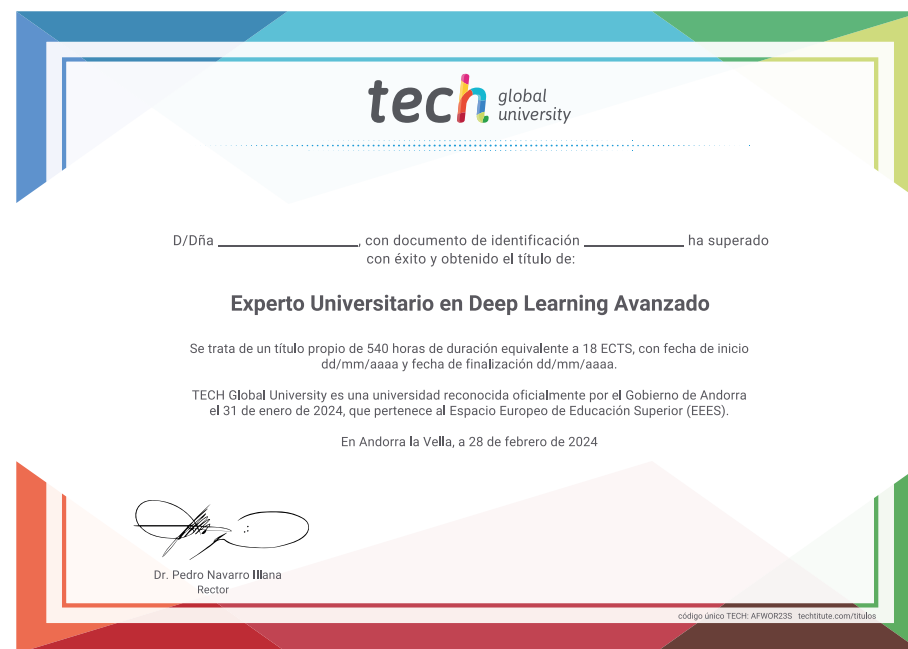 tech global university
D/Dña ________________, con documento de identificación ____________ ha superado
con éxito y obtenido el título de:
Experto Universitario en Deep Learning Avanzado
Se trata de un título propio de 540 horas de duración equivalente a 18 ECTS, con fecha de inicio
dd/mm/aaaa y fecha de finalización dd/mm/aaaa.
TECH Global University es una universidad reconocida oficialmente por el Gobierno de Andorra
el 31 de enero de 2024, que pertenece al Espacio Europeo de Educación Superior (EEES).
En Andorra la Vella, a 28 de febrero de 2024
Dr. Pedro Navarro Illana
Rector
código único TECH: AFWOR23S techtitute.com/titulos